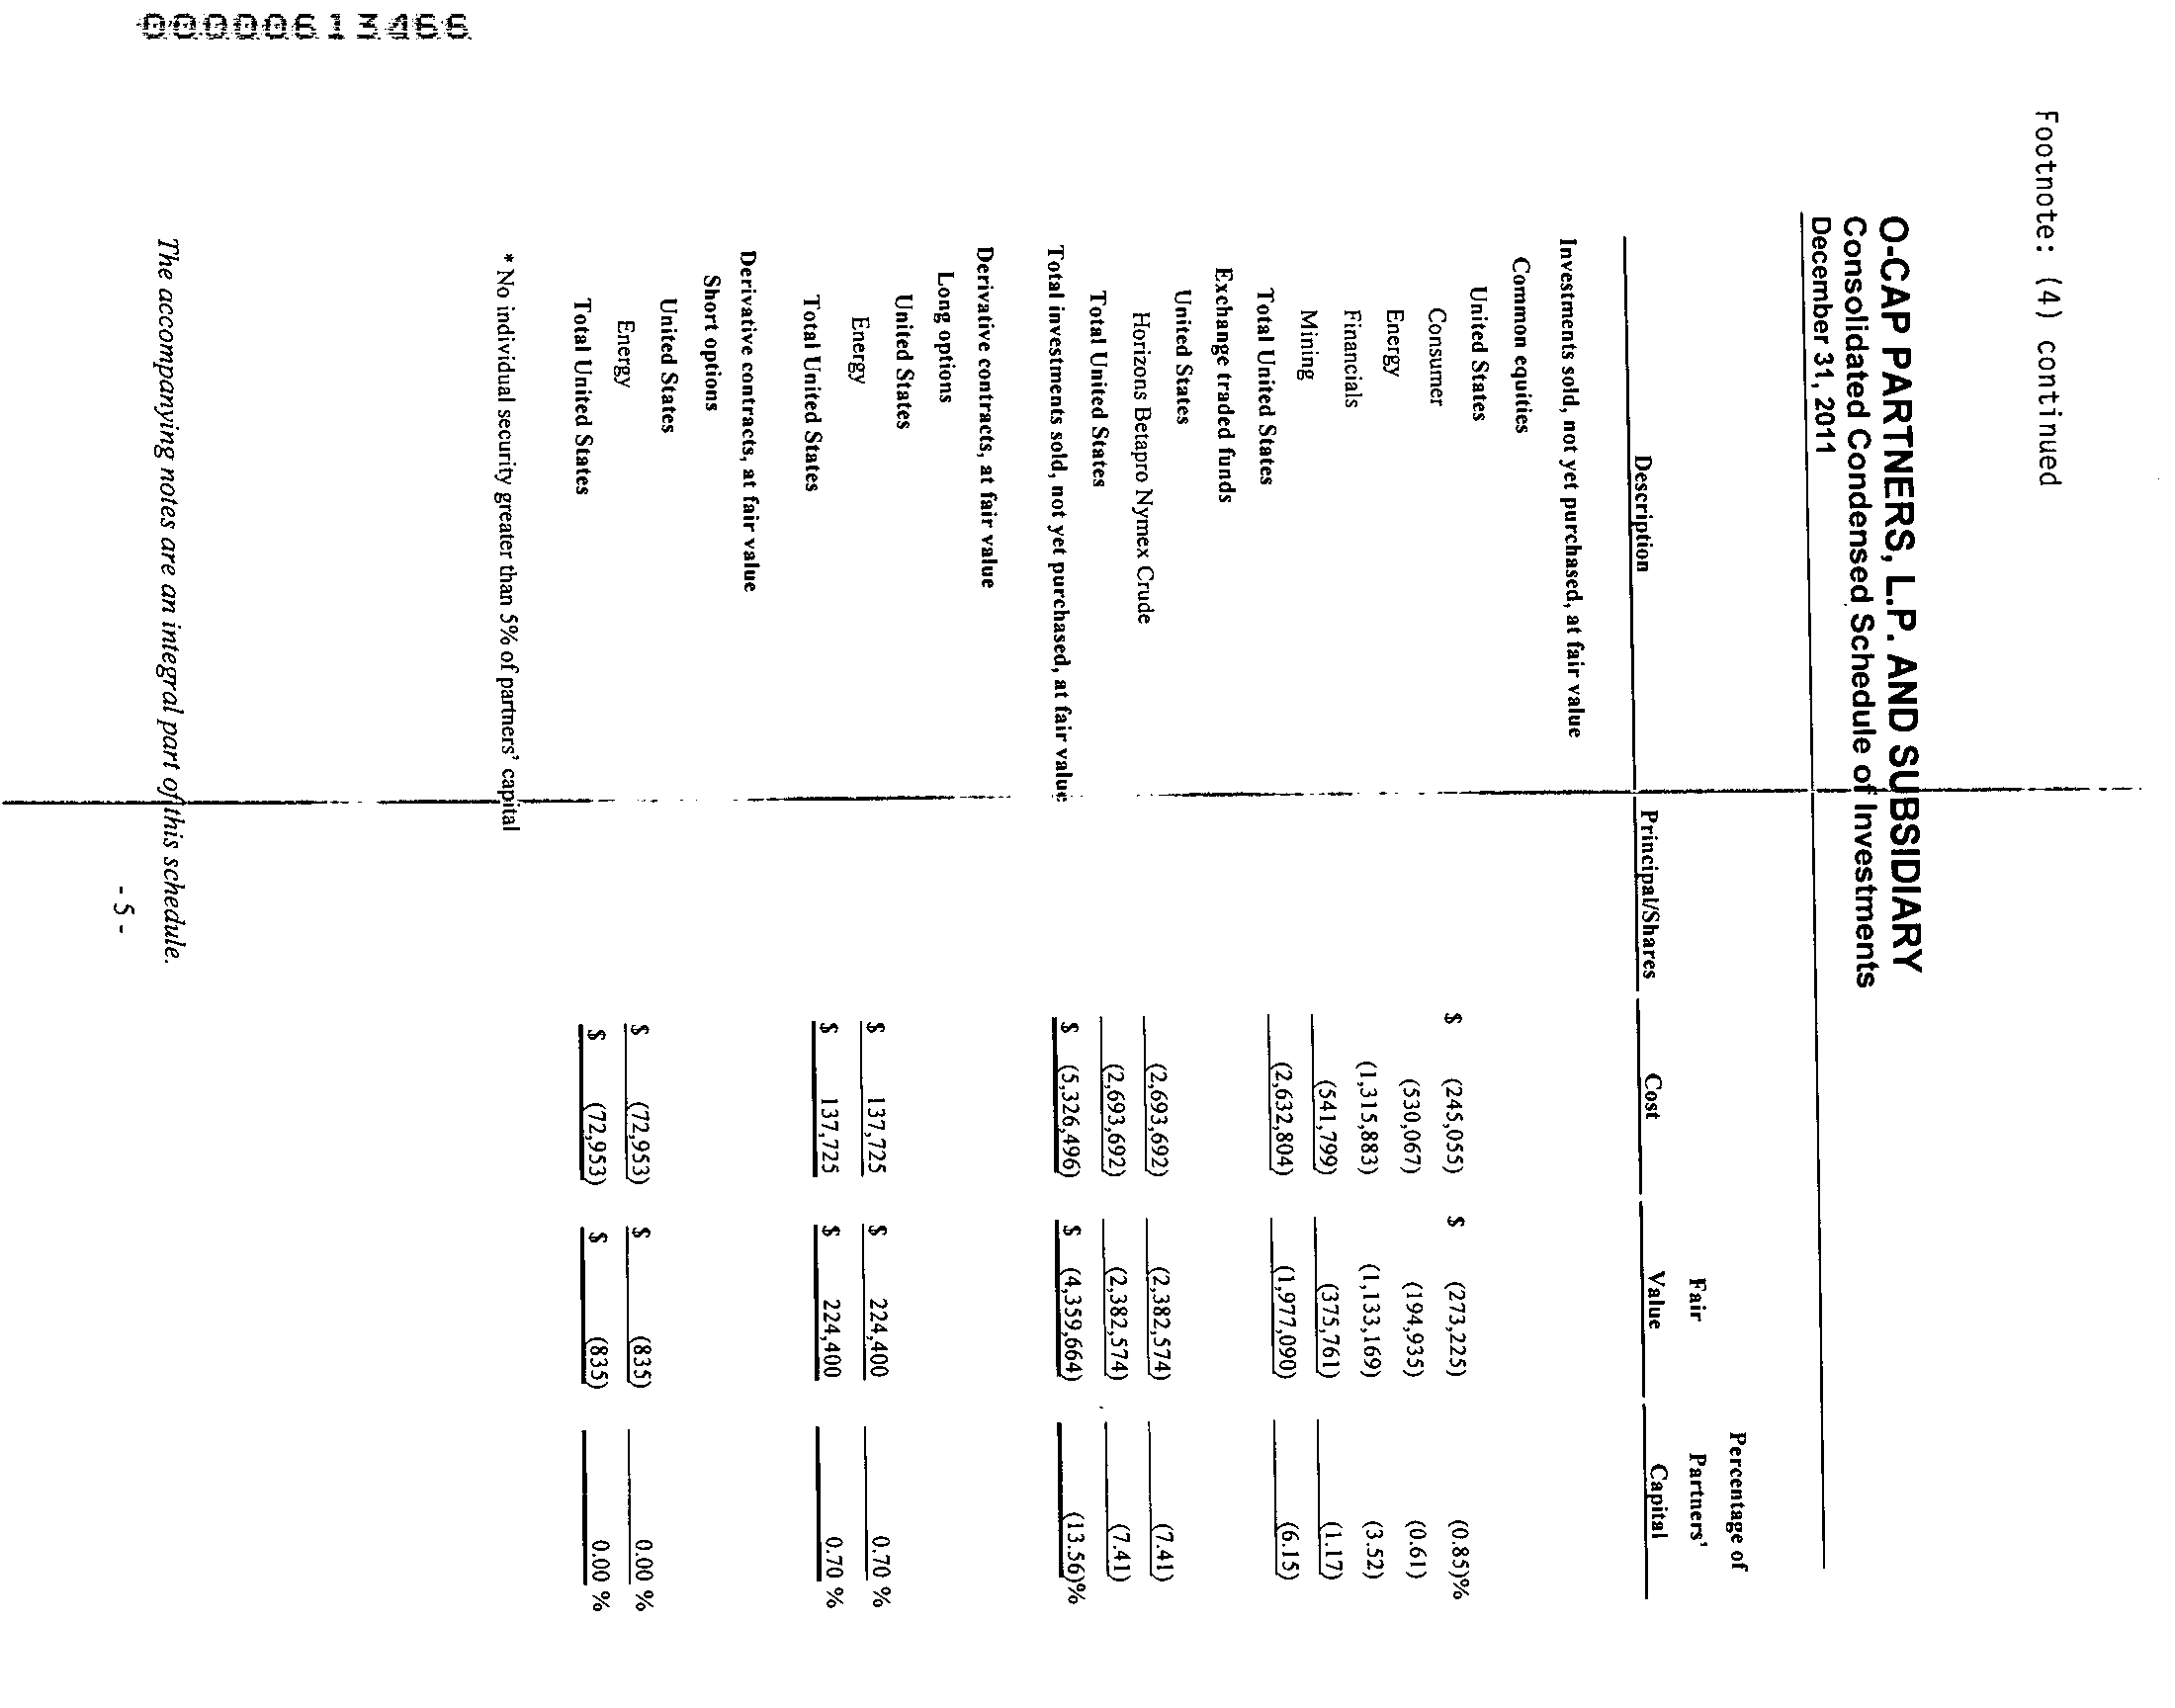 00000613466
Footnote: (4) continued
O-CAP PARTNERS, L.P. AND SUBSIDIARY
Consolidated Condensed Schedule of Investments
December 31, 2011
Percentage of
Fair Partners'
Description Principal/Shares Cost Value Capital
Investments sold, not yet purchased, at fair value
Common equities
United States
Consumer $ (245,055) $ (273,225) (0.85)%
Energy (530,067) (194,935) (0.61)
Financials (1,315,883) (1,133,169) (3.52)
Mining (541,799) (375,761) (1.17)
Total United States (2,632,804) (1,977,090) (6.15)
Exchange traded funds
United States
Horizons Betapro Nymex Crude (2,693,692) (2,382,574) (7.41)
Total United States (2,693,692) (2,382,574) (7.41)
Total investments sold, not yet purchased, at fair value $ (5,326,496) $ (4,359,664) (13.56)%
Derivative contracts, at fair value
Long options
United States
Energy $ 137,725 $ 224,400 0.70 %
Total United States $ 137,725 $ 224,400 0.70 %
Derivative contracts, at fair value
Short options
United States
Energy $ (72,953) $ (835) 0.00 %
Total United States $ (72,953) $ (835) 0.00 %
* No individual security greater than 5% of partners' capital
The accompanying notes are an integral part of this schedule.
- 5 -